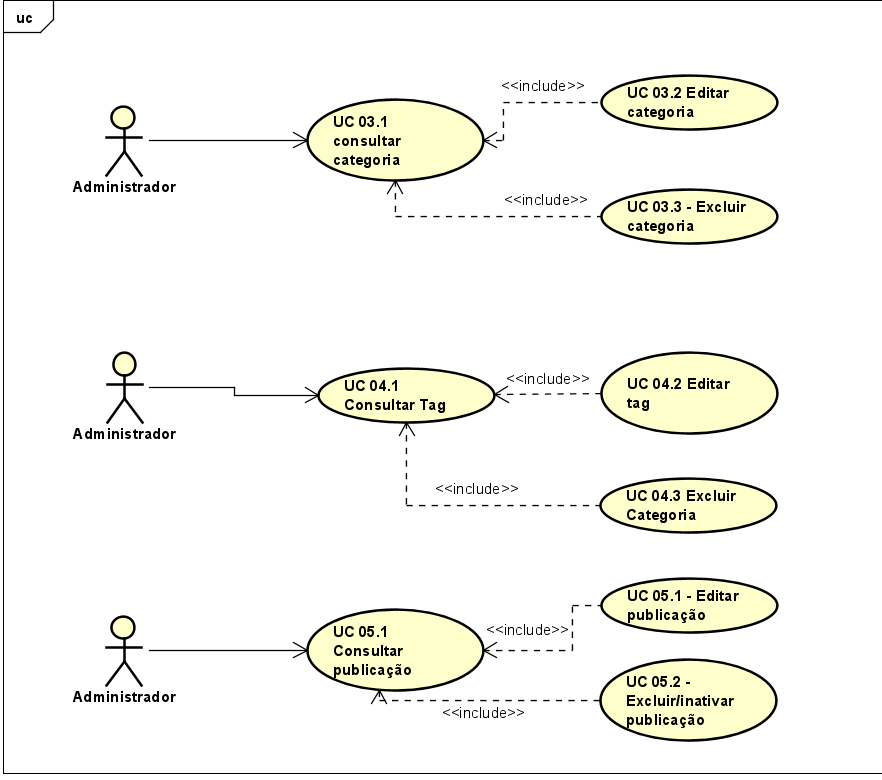 uc
<<include>>
UC 03.2 Editar
categoria
UC 03.1
consultar
categoria
Administrador
<<include>>
UC 03.3 - Excluir
categoria
<<include>>
UC 04.2 Editar
tag
UC 04.1
Consultar Tag
Administrador
<<include>>
UC 04.3 Excluir
Categoria
UC 05.1 - Editar
publicação
<<include>>
UC 05.1
Consultar
publicação
Administrador
UC 05.2 -
Excluir/inativar
publicação
<<include>>